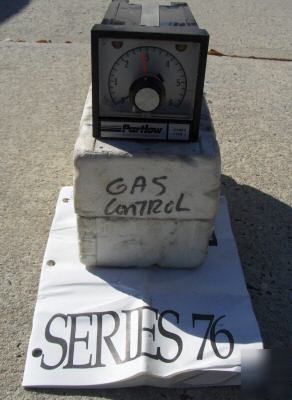 Partlow
GAS
CONTROL
SERIES 76